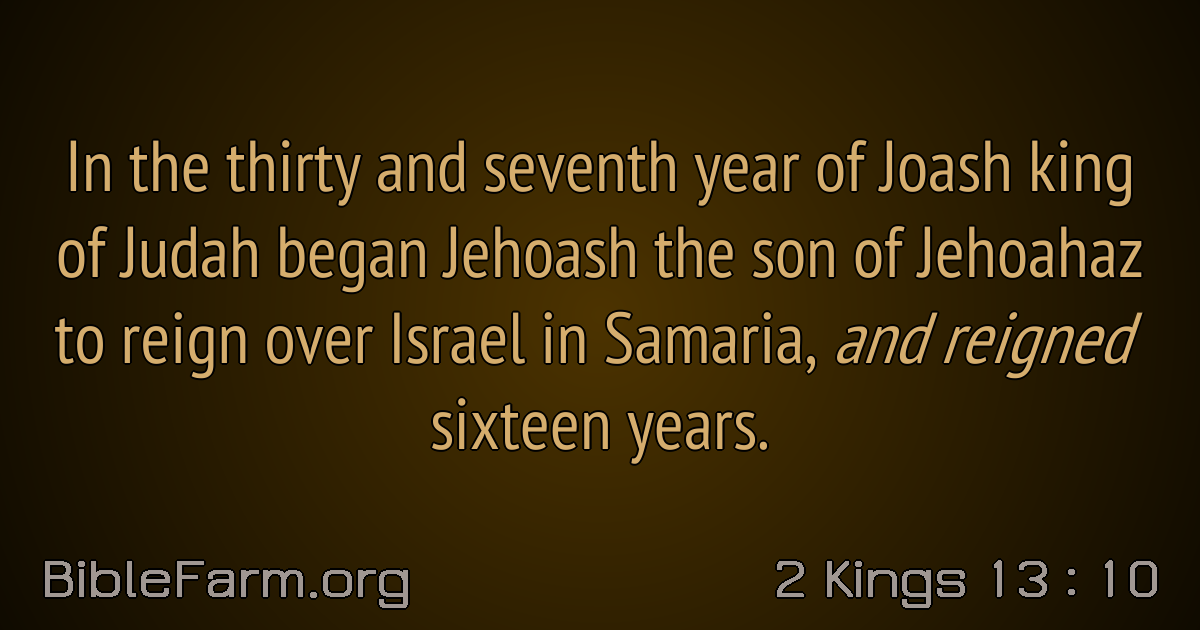 In the thirty and seventh year of Joash king
of Judah began Jehoash the son of Jehoahaz
to reign over Israel in Samaria, and reigned
sixteen years.
BibleFarm.org
2 Kings 13 : 10